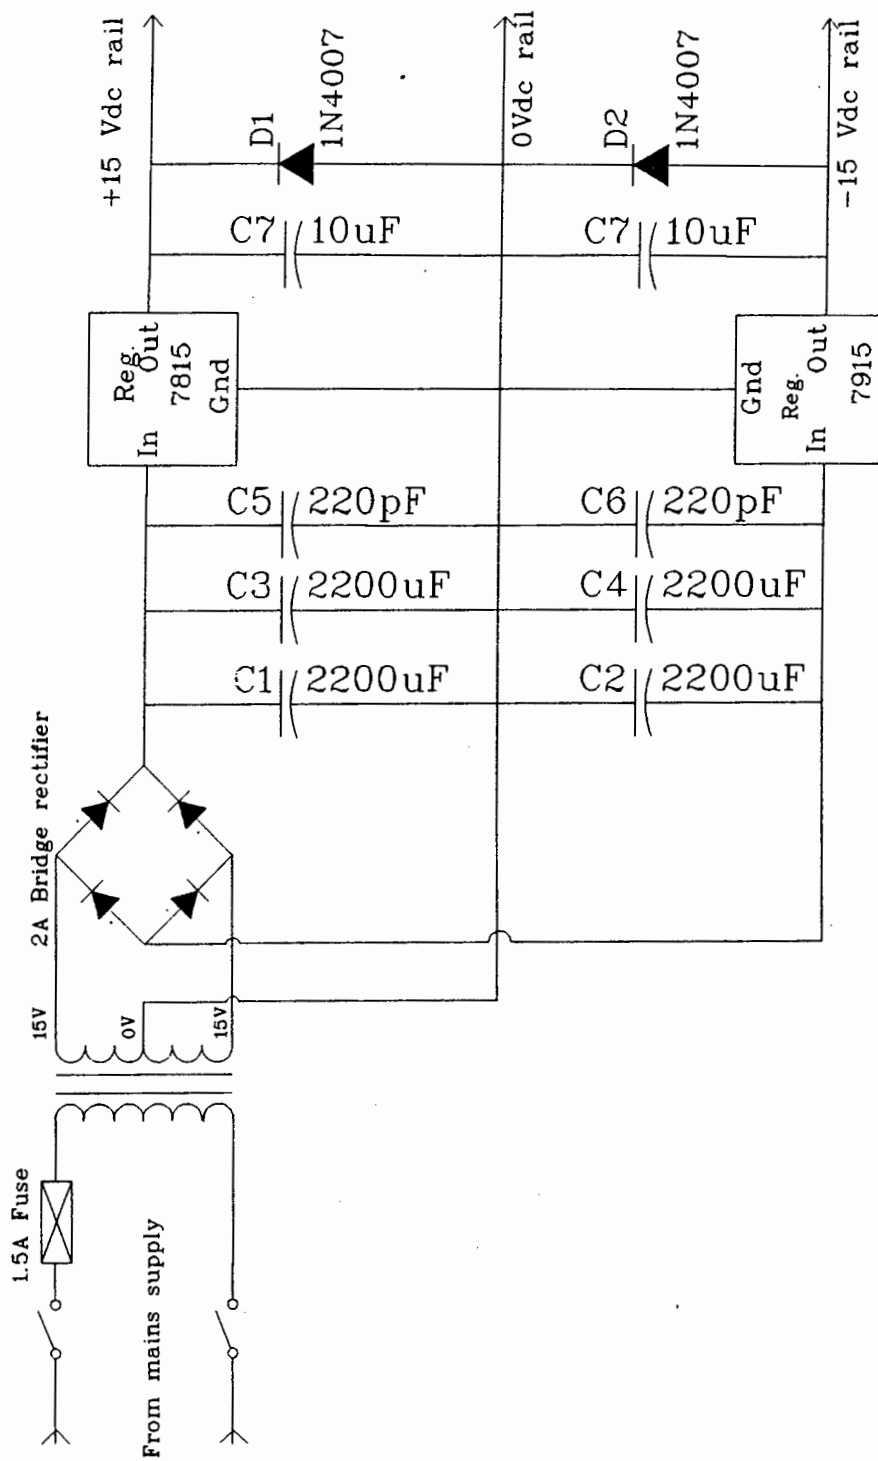 From mains supply
1.5A Fuse
15V
0V
15V
2A Bridge rectifier
C1 2200uF
C2 2200uF
C3 2200uF
C4 2200uF
C5 220pF
C6 220pF
Reg.
In Out
7815
Gnd
Gnd
Reg.
In Out
7915
C7 10uF
C7 10uF
D1
1N4007
D2
1N4007
+15 Vdc rail
0Vdc rail
-15 Vdc rail